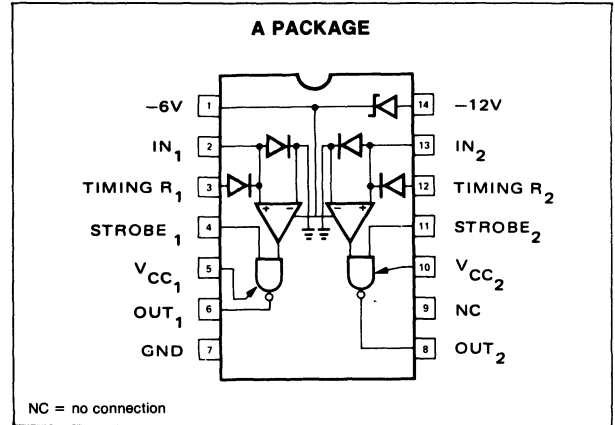 A PACKAGE
−6V 1
IN1 2
TIMING R1 3
STROBE1 4
VCC1 5
OUT1 6
GND 7
14 −12V
13 IN2
12 TIMING R2
11 STROBE2
10 VCC2
9 NC
8 OUT2
+ −
− +
NC = no connection